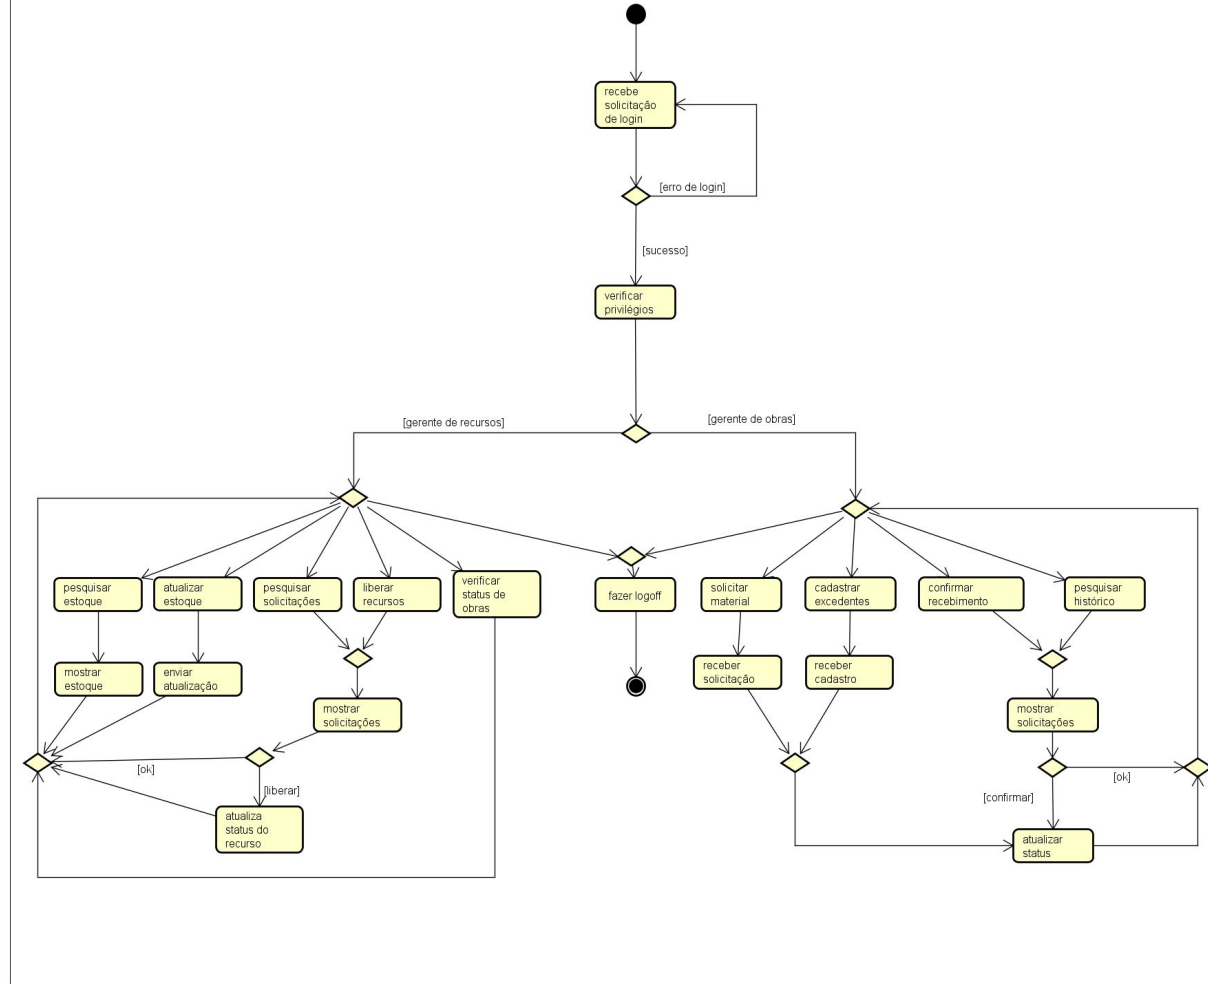 recebe
solicitação
de login
[erro de login]
[sucesso]
verificar
privilégios
[gerente de recursos]
[gerente de obras]
pesquisar
estoque
atualizar
estoque
pesquisar
solicitações
liberar
recursos
verificar
status de
obras
fazer logoff
solicitar
material
cadastrar
excedentes
confirmar
recebimento
pesquisar
histórico
mostrar
estoque
enviar
atualização
mostrar
solicitações
receber
solicitação
receber
cadastro
mostrar
solicitações
[ok]
[liberar]
atualiza
status do
recurso
[ok]
[confirmar]
atualizar
status